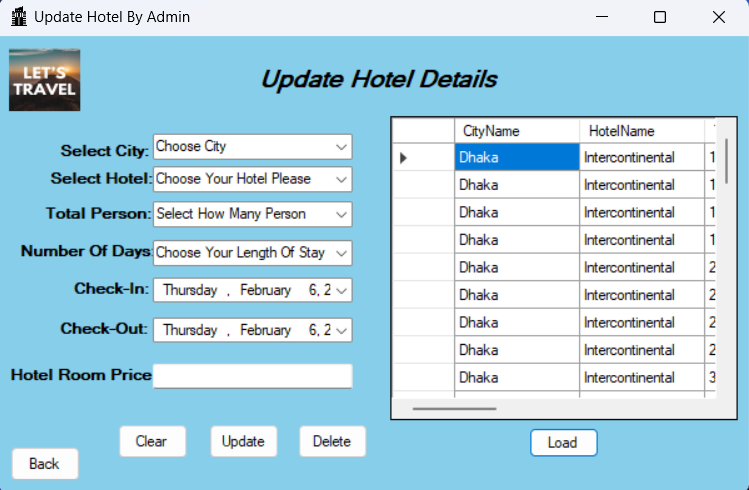 Update Hotel By Admin
LET'S
TRAVEL
Update Hotel Details
Select City: Choose City
Select Hotel: Choose Your Hotel Please
Total Person: Select How Many Person
Number Of Days: Choose Your Length Of Stay
Check-In: Thursday , February 6, 2
Check-Out: Thursday , February 6, 2
Hotel Room Price
Clear Update Delete
Back
CityName HotelName
Dhaka Intercontinental 1
Dhaka Intercontinental 1
Dhaka Intercontinental 1
Dhaka Intercontinental 1
Dhaka Intercontinental 2
Dhaka Intercontinental 2
Dhaka Intercontinental 2
Dhaka Intercontinental 2
Dhaka Intercontinental 3
Load